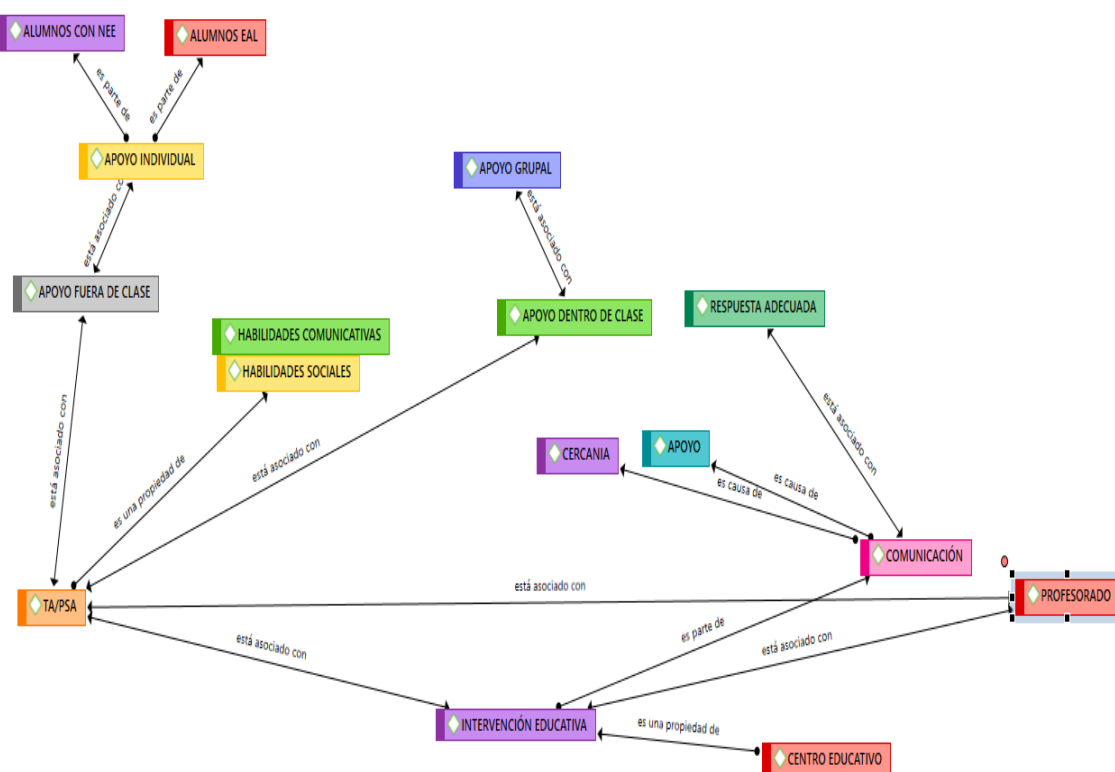 ALUMNOS CON NEE
ALUMNOS EAL
es parte de
es parte de
APOYO INDIVIDUAL
APOYO GRUPAL
está asociado con
está asociado con
APOYO FUERA DE CLASE
RESPUESTA ADECUADA
APOYO DENTRO DE CLASE
HABILIDADES COMUNICATIVAS
HABILIDADES SOCIALES
está asociado con
está asociado con
CERCANIA
APOYO
es una propiedad de
está asociado con
es causa de
es causa de
COMUNICACIÓN
está asociado con
PROFESORADO
TA/PSA
está asociado con
es parte de
está asociado con
INTERVENCIÓN EDUCATIVA
es una propiedad de
CENTRO EDUCATIVO